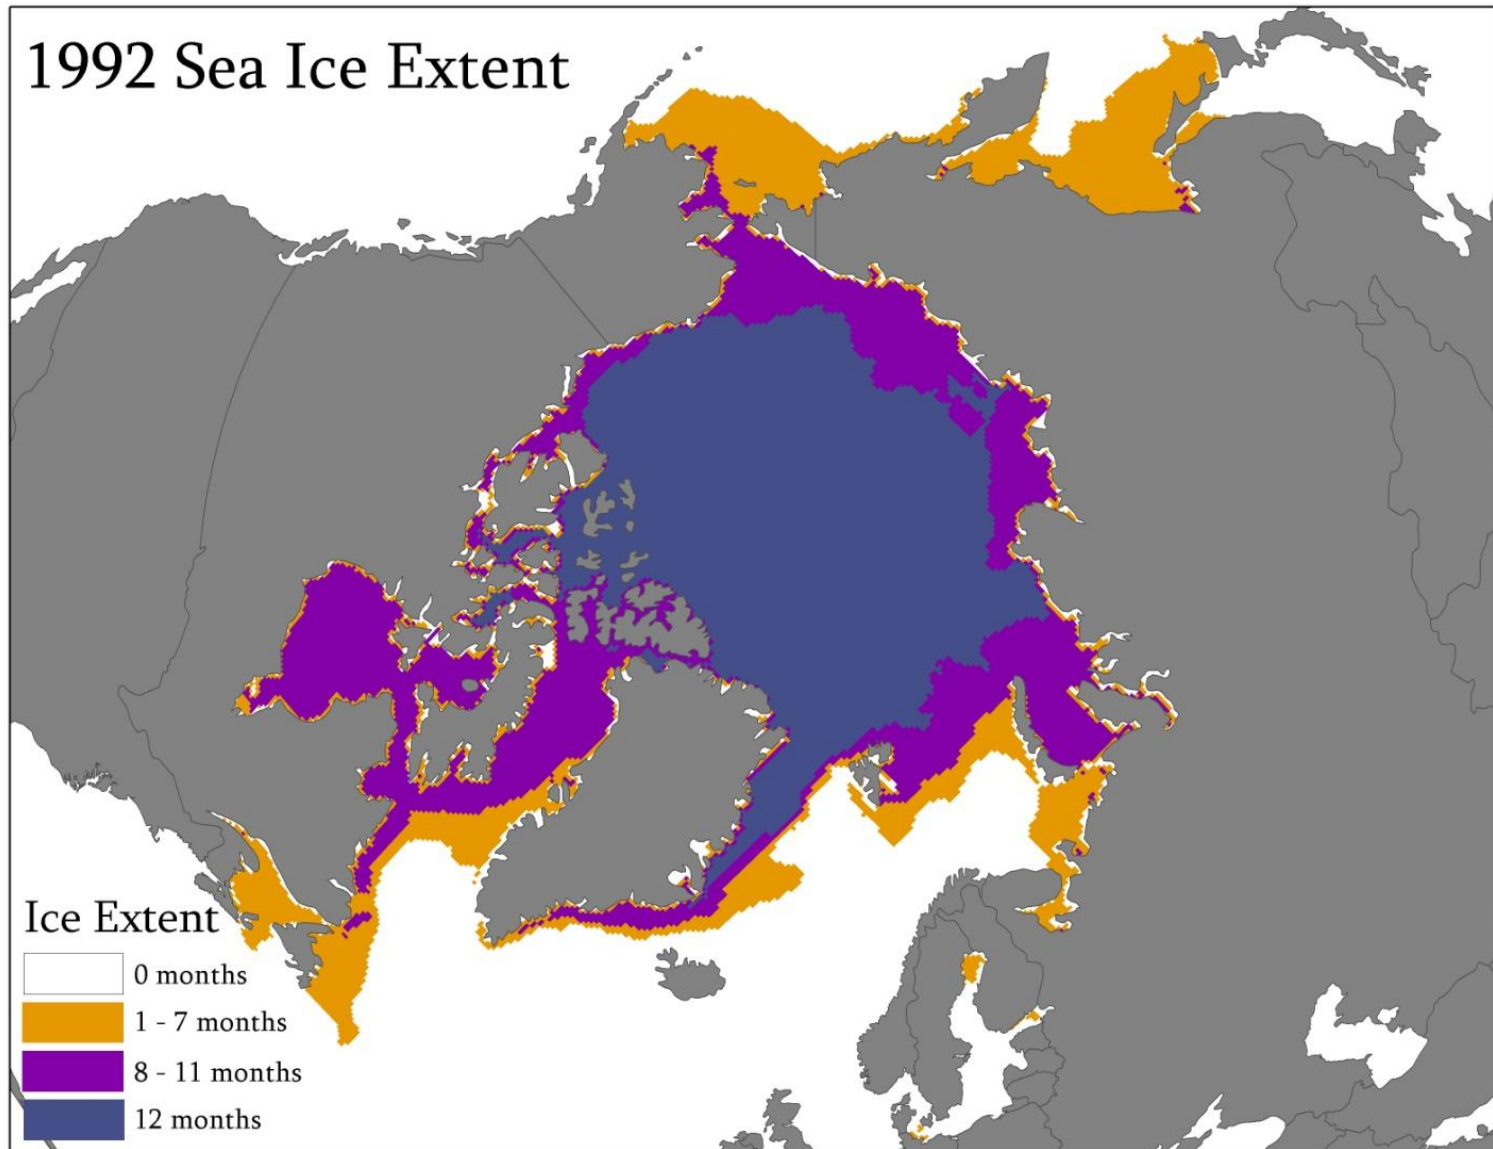 1992 Sea Ice Extent
Ice Extent
0 months
1 - 7 months
8 - 11 months
12 months